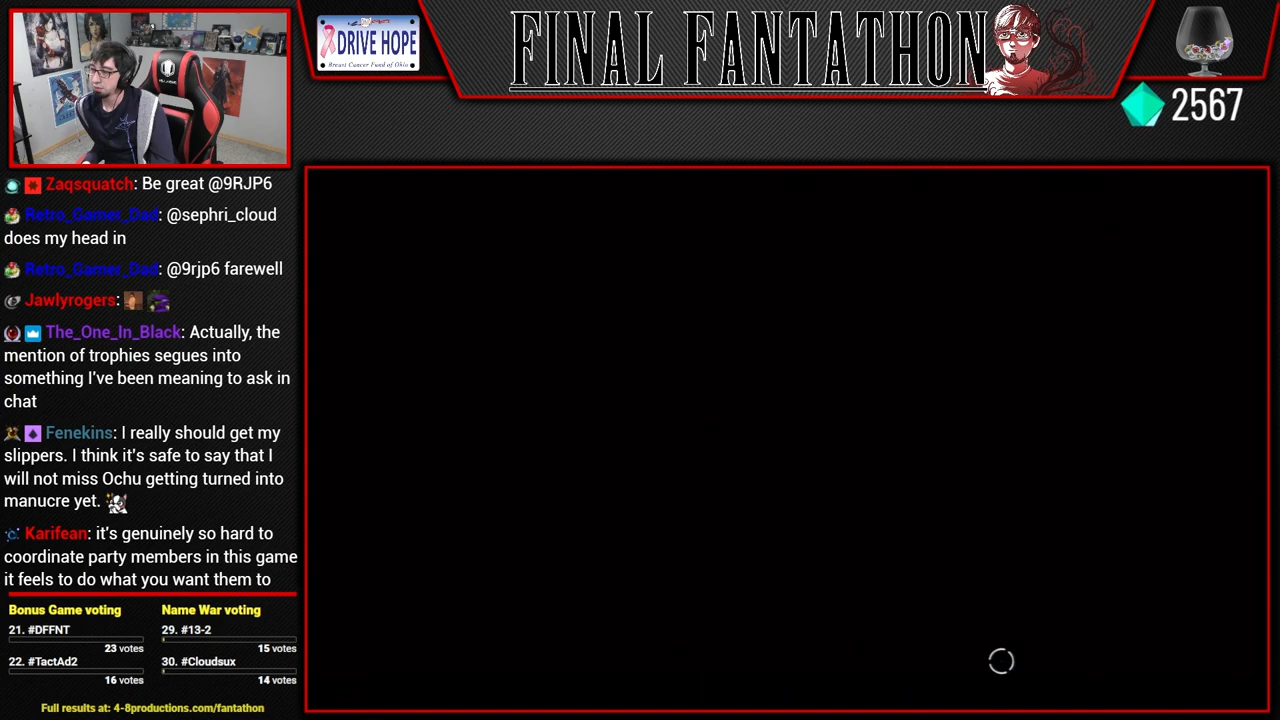 DRIVE HOPE
Breast Cancer Fund of Ohio
FINAL FANTATHON
2567
Zaqsquatch: Be great @9RJP6
Retro_Gamer_Dad: @sephri_cloud
does my head in
Retro_Gamer_Dad: @9rjp6 farewell
Jawlyrogers:
The_One_In_Black: Actually, the
mention of trophies segues into
something I've been meaning to ask in
chat
Fenekins: I really should get my
slippers. I think it's safe to say that I
will not miss Ochu getting turned into
manucre yet.
Karifean: it's genuinely so hard to
coordinate party members in this game
it feels to do what you want them to
Bonus Game voting
21. #DFFNT
23 votes
22. #TactAd2
16 votes
Name War voting
29. #13-2
15 votes
30. #Cloudsux
14 votes
Full results at: 4-8productions.com/fantathon